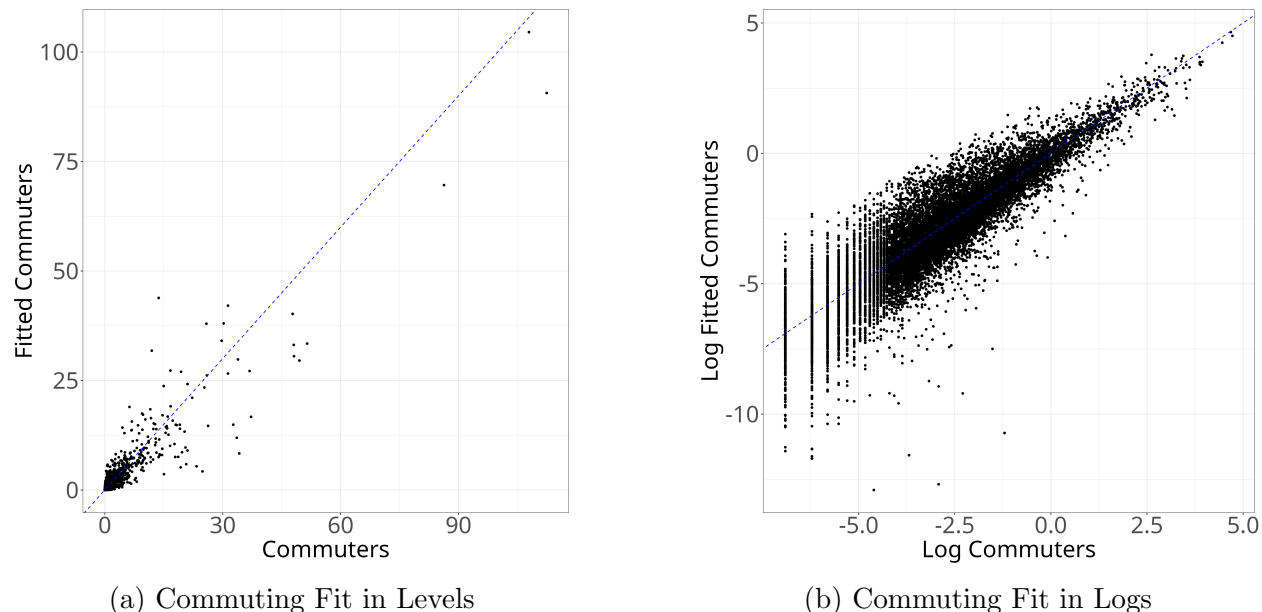 100
75
50
25
0
Fitted Commuters
0 30 60 90
Commuters
(a) Commuting Fit in Levels
5
0
-5
-10
Log Fitted Commuters
-5.0 -2.5 0.0 2.5 5.0
Log Commuters
(b) Commuting Fit in Logs